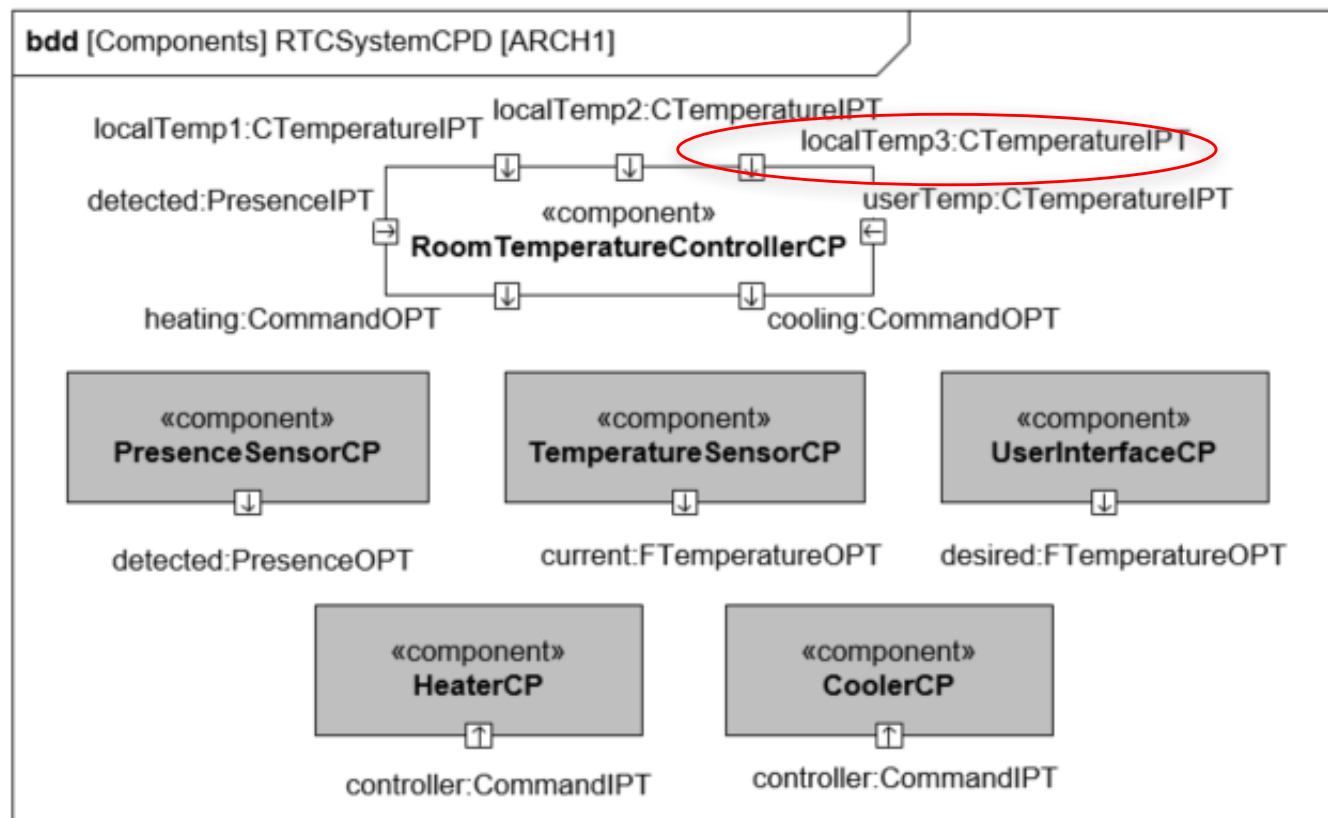 bdd [Components] RTCSystemCPD [ARCH1]
localTemp1:CTemperatureIPT
localTemp2:CTemperatureIPT
localTemp3:CTemperatureIPT
detected:PresenceIPT
userTemp:CTemperatureIPT
«component»
RoomTemperatureControllerCP
heating:CommandOPT
cooling:CommandOPT
«component»
PresenceSensorCP
detected:PresenceOPT
«component»
TemperatureSensorCP
current:FTemperatureOPT
«component»
UserInterfaceCP
desired:FTemperatureOPT
«component»
HeaterCP
controller:CommandIPT
«component»
CoolerCP
controller:CommandIPT